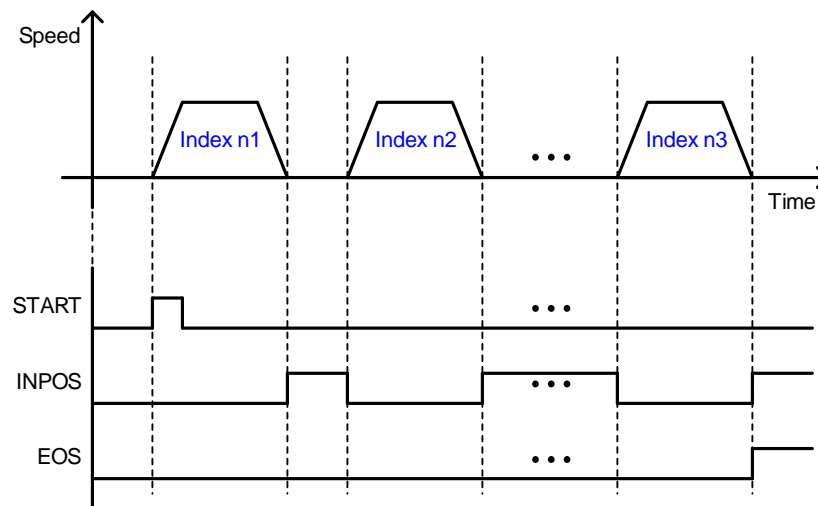 Speed
Index n1
Index n2
Index n3
Time
START
INPOS
EOS